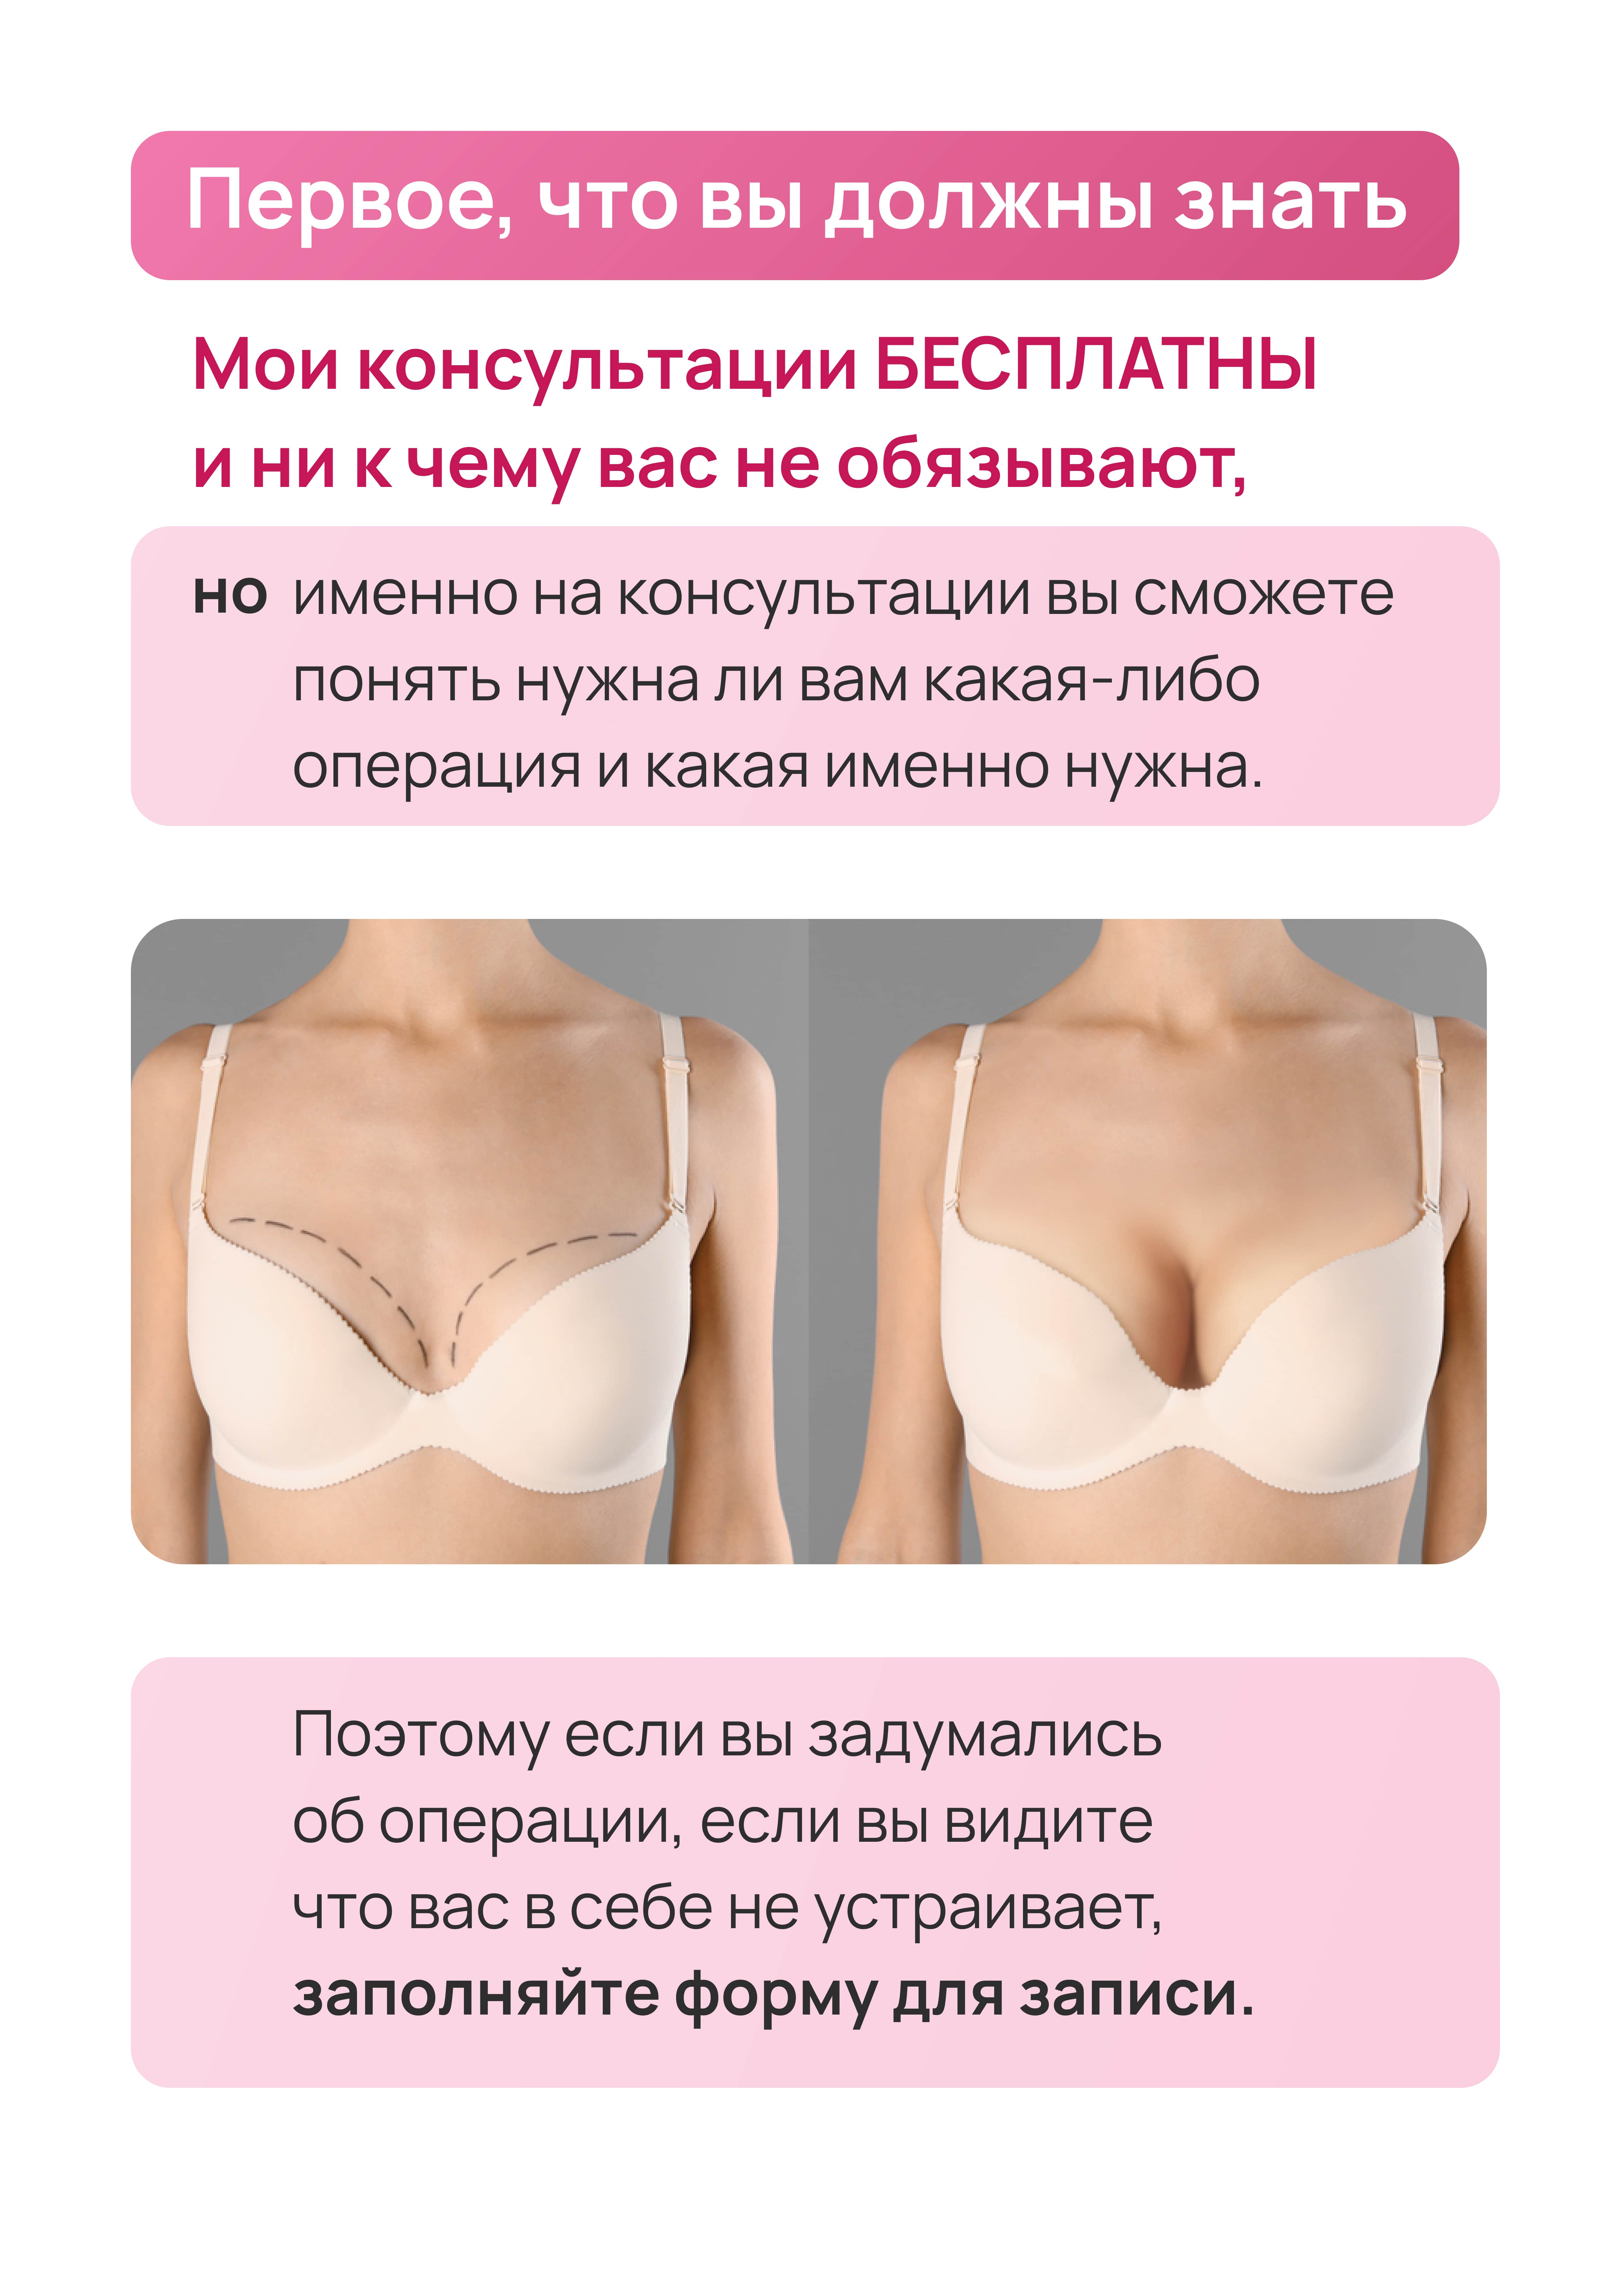 Первое, что вы должны знать
Мои консультации БЕСПЛАТНЫ
и ни к чему вас не обязывают,
но именно на консультации вы сможете
понять нужна ли вам какая-либо
операция и какая именно нужна.
Поэтому если вы задумались
об операции, если вы видите
что вас в себе не устраивает,
заполняйте форму для записи.